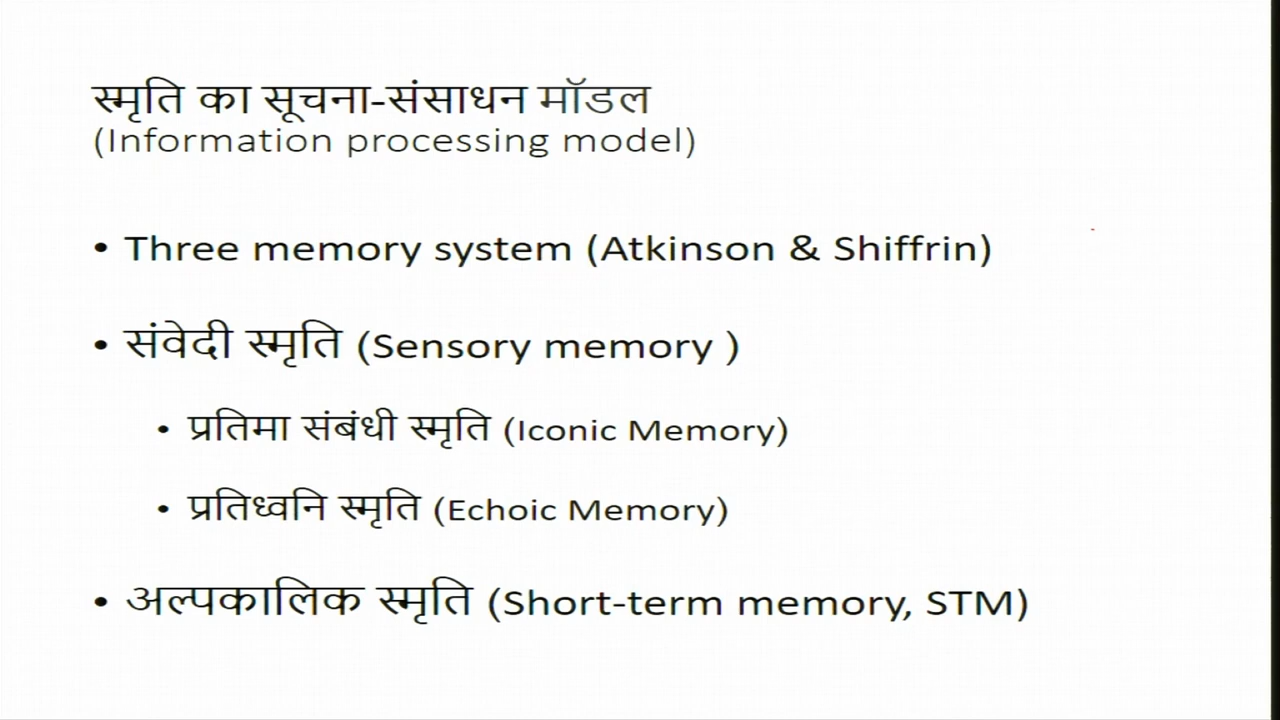 स्मृति का सूचना-संसाधन मॉडल
(Information processing model)
• Three memory system (Atkinson & Shiffrin)
• संवेदी स्मृति (Sensory memory )
• प्रतिमा संबंधी स्मृति (Iconic Memory)
• प्रतिध्वनि स्मृति (Echoic Memory)
• अल्पकालिक स्मृति (Short-term memory, STM)